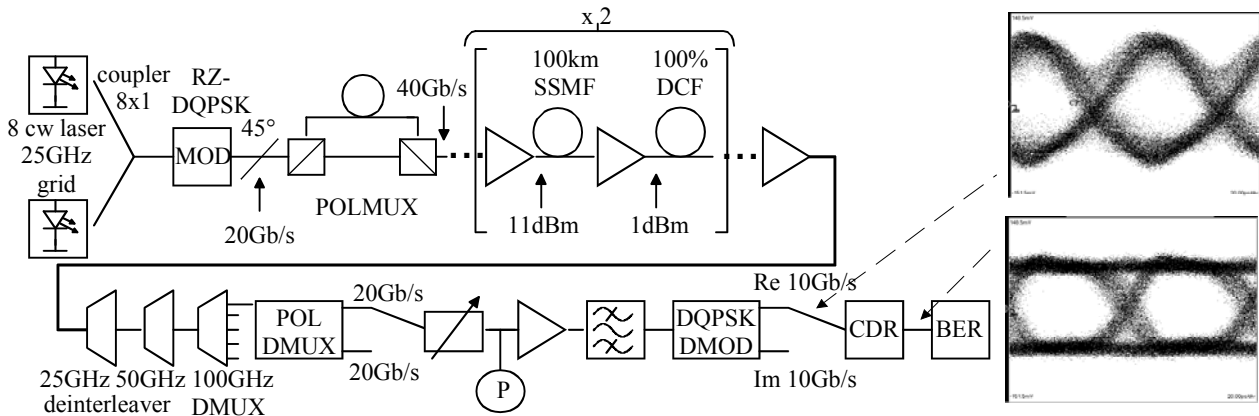 x 2
100km
SSMF
100%
DCF
coupler
8x1
RZ-
DQPSK
40Gb/s
8 cw laser
25GHz
grid
MOD
45°
POLMUX
20Gb/s
11dBm
1dBm
20Gb/s
Re 10Gb/s
POL
DMUX
DQPSK
DMOD
CDR
BER
20Gb/s
P
Im 10Gb/s
25GHz
50GHz
100GHz
deinterleaver
DMUX